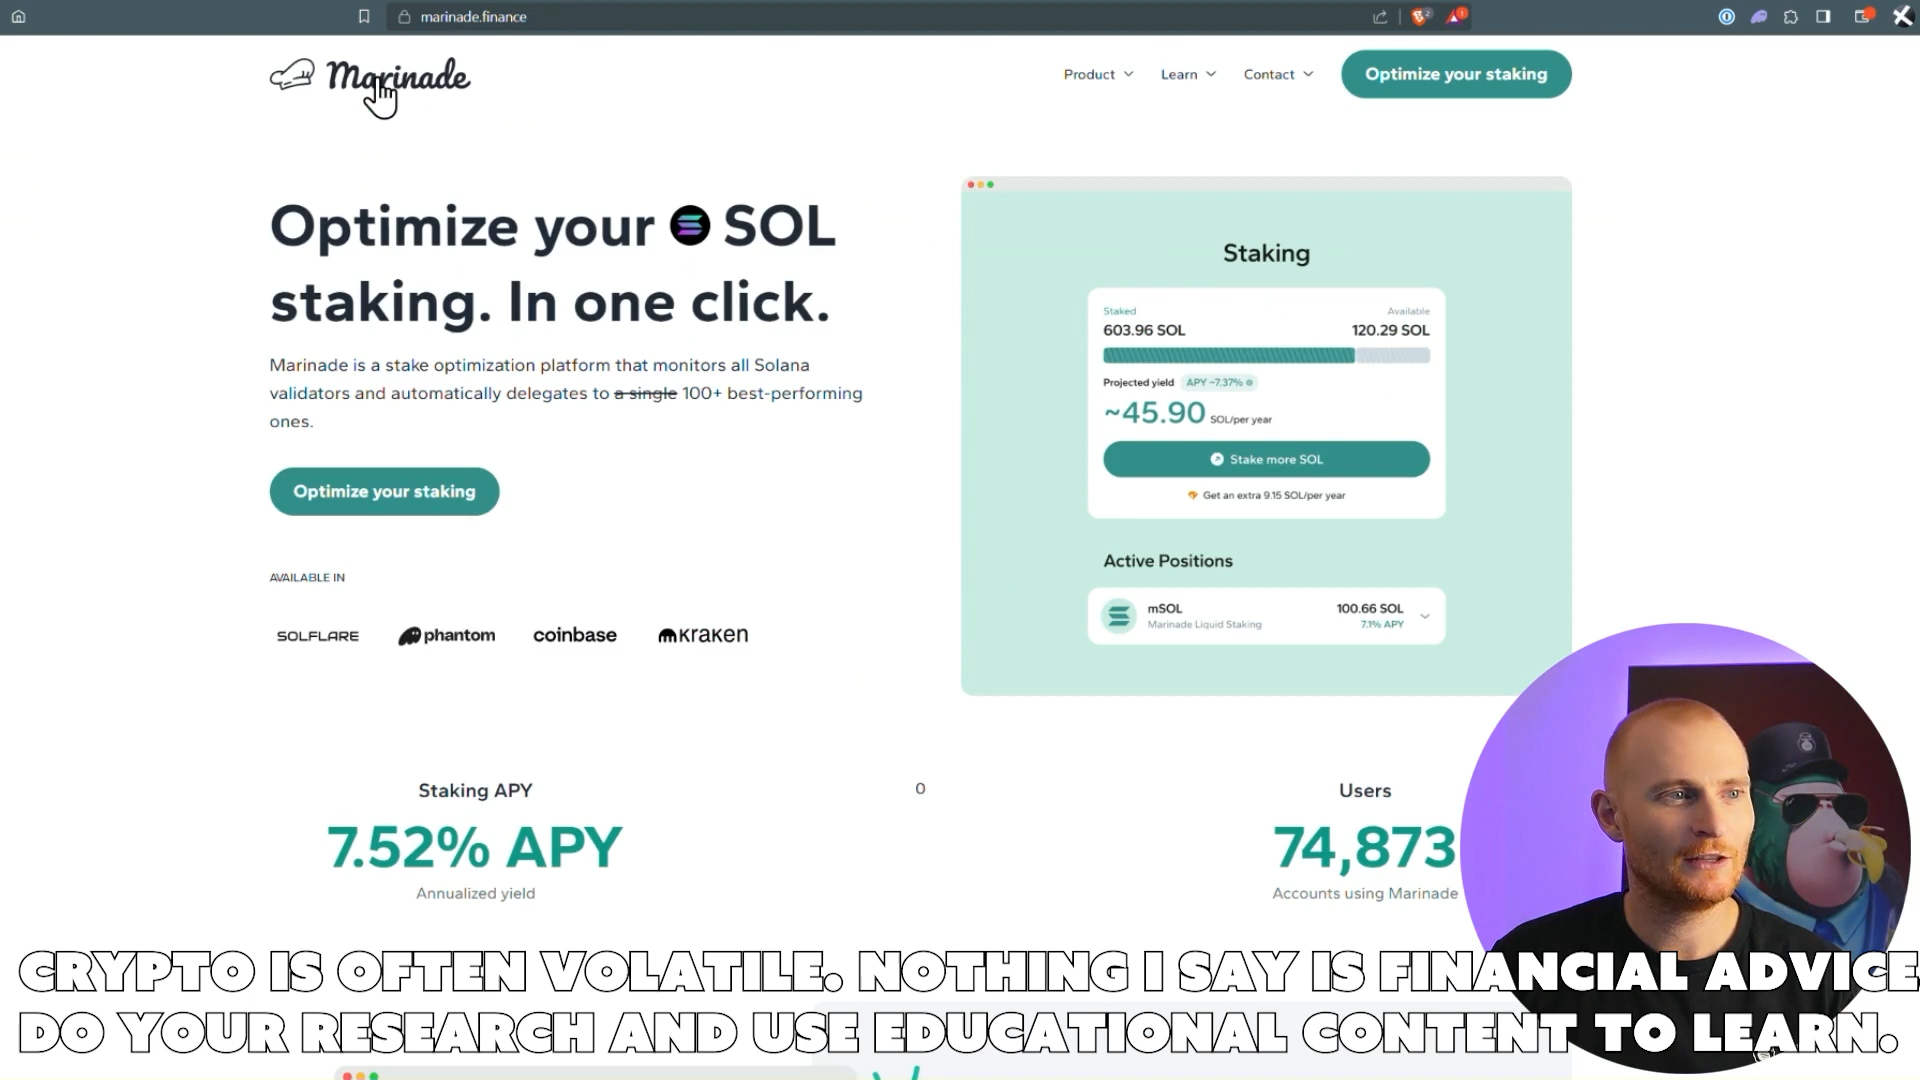 marinade.finance
Marinade
Product
Learn
Contact
Optimize your staking
Optimize your SOL
staking. In one click.
Marinade is a stake optimization platform that monitors all Solana
validators and automatically delegates to a single 100+ best-performing
ones.
Optimize your staking
AVAILABLE IN
SOLFLARE
phantom
coinbase
kraken
Staking
Staked
Available
603.96 SOL
120.29 SOL
Projected yield
APY ~7.37%
~45.90 SOL/per year
Stake more SOL
Get an extra 9.15 SOL/per year
Active Positions
mSOL
100.66 SOL
Marinade Liquid Staking
7.1% APY
Staking APY
7.52% APY
Annualized yield
0
Users
74,873
Accounts using Marinade
CRYPTO IS OFTEN VOLATILE. NOTHING I SAY IS FINANCIAL ADVICE
DO YOUR RESEARCH AND USE EDUCATIONAL CONTENT TO LEARN.